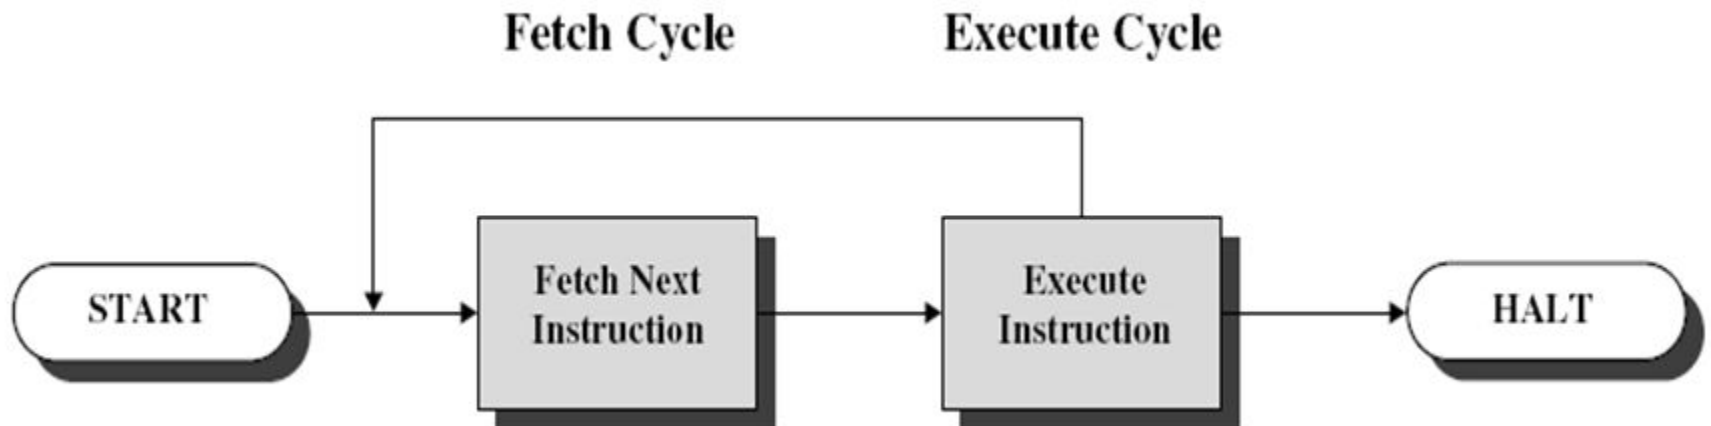 Fetch Cycle
Execute Cycle
START
Fetch Next
Instruction
Execute
Instruction
HALT